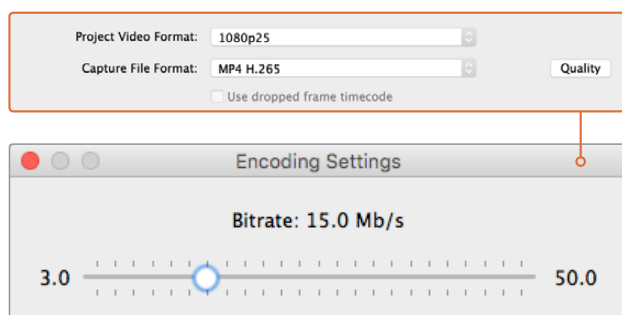 Project Video Format: 1080p25
Capture File Format: MP4 H.265 Quality
Use dropped frame timecode
Encoding Settings
Bitrate: 15.0 Mb/s
3.0 50.0